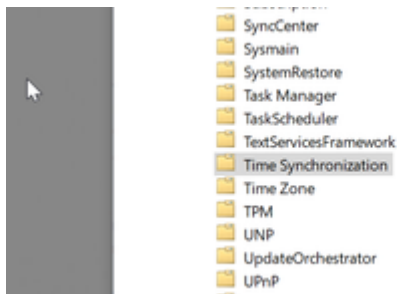 SyncCenter
Sysmain
SystemRestore
Task Manager
TaskScheduler
TextServicesFramework
Time Synchronization
Time Zone
TPM
UNP
UpdateOrchestrator
UPnP